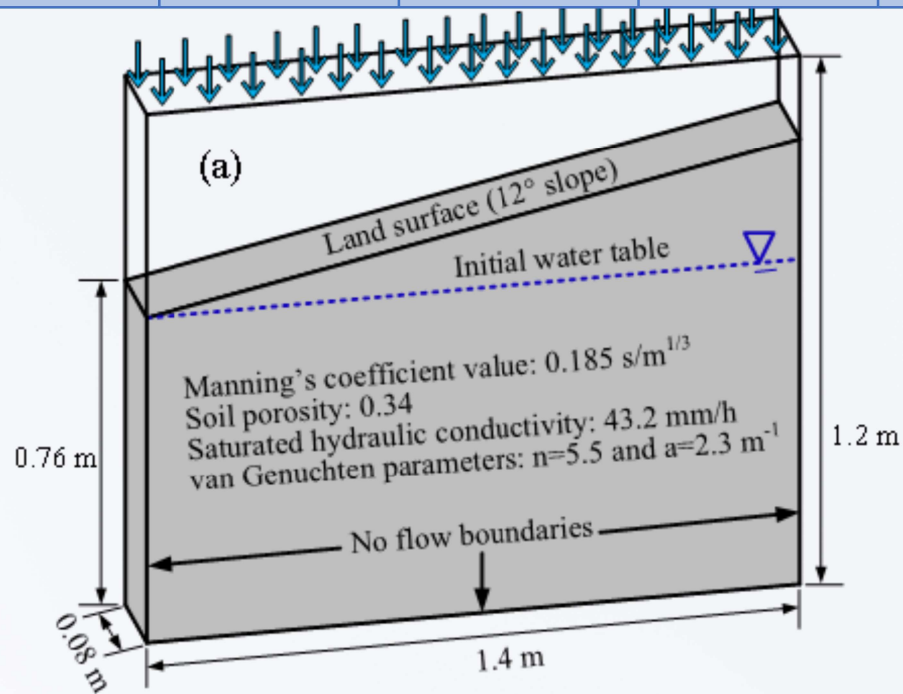 (a)
Land surface (12° slope)
Initial water table
Manning's coefficient value: 0.185 s/m^1/3
Soil porosity: 0.34
Saturated hydraulic conductivity: 43.2 mm/h
van Genuchten parameters: n=5.5 and a=2.3 m^-1
0.76 m
1.2 m
No flow boundaries
0.08 m
1.4 m